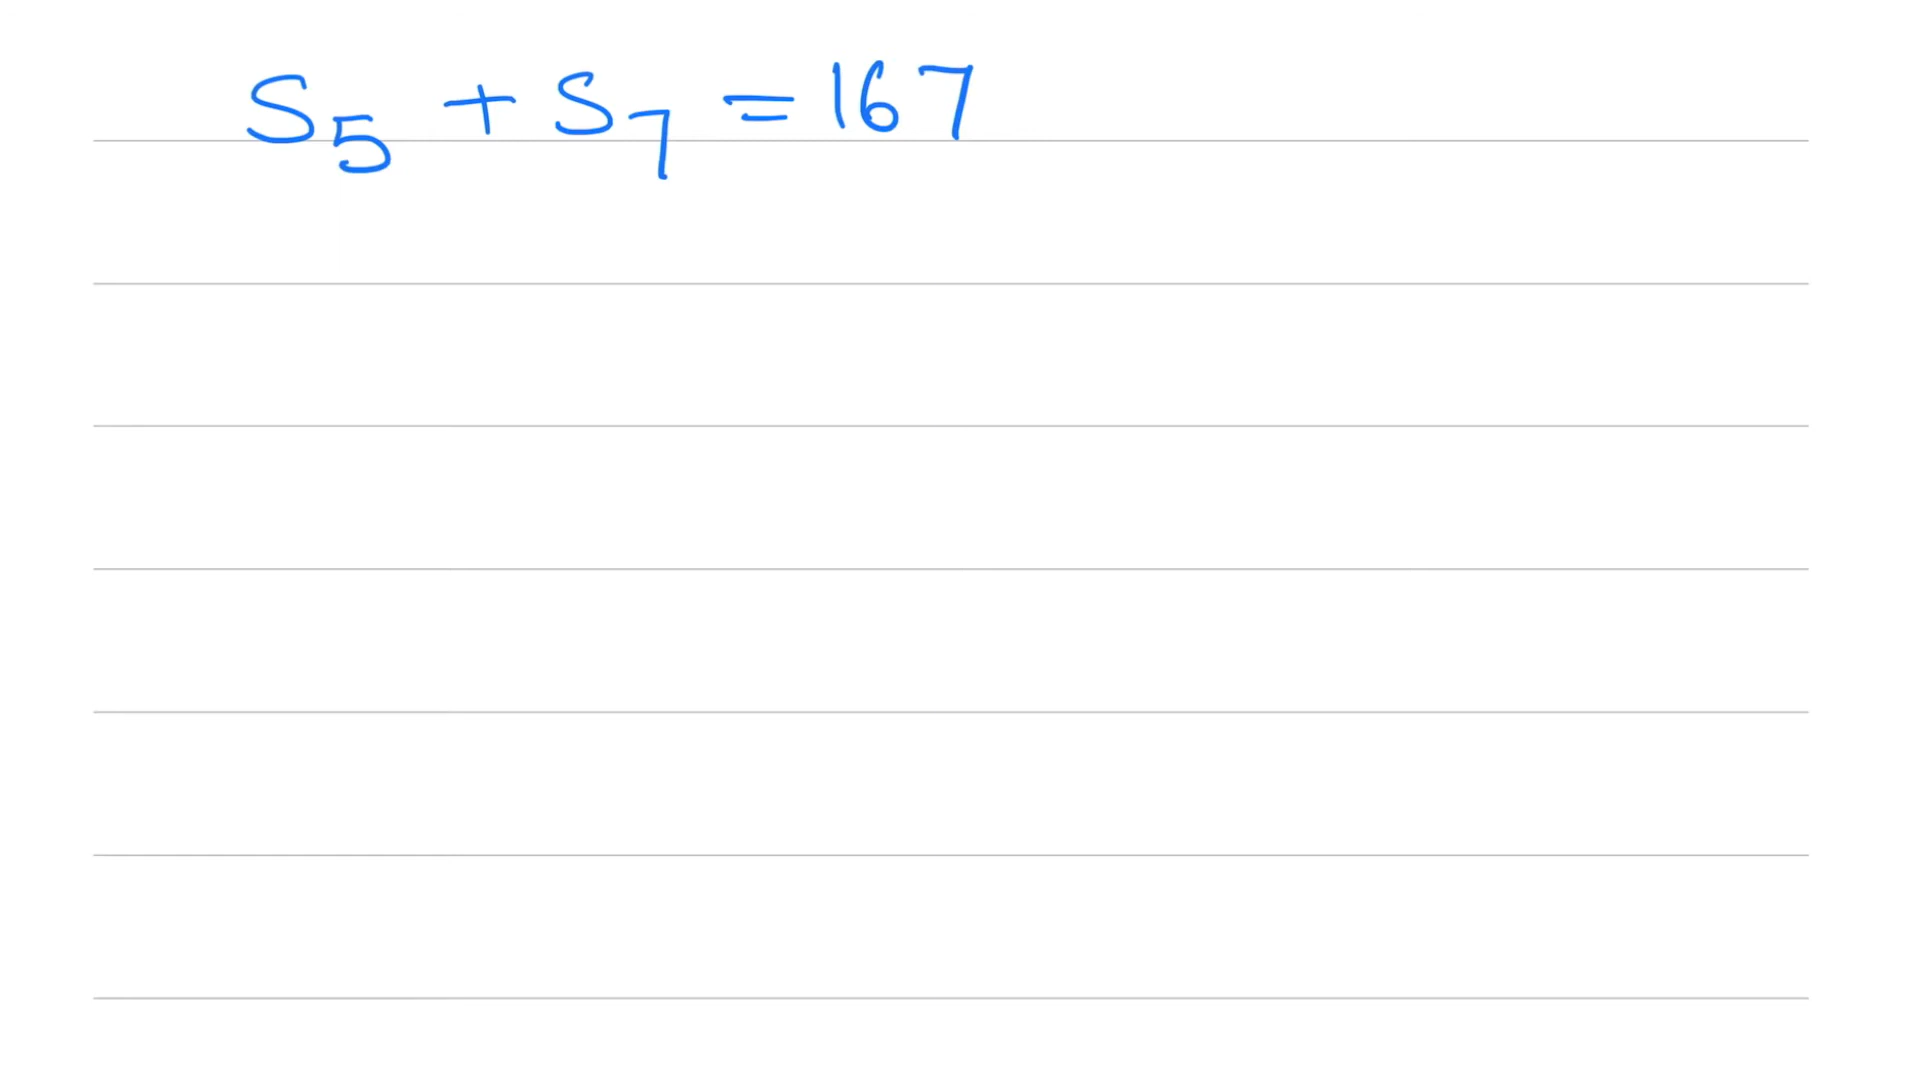 S₅ + S₇ = 167